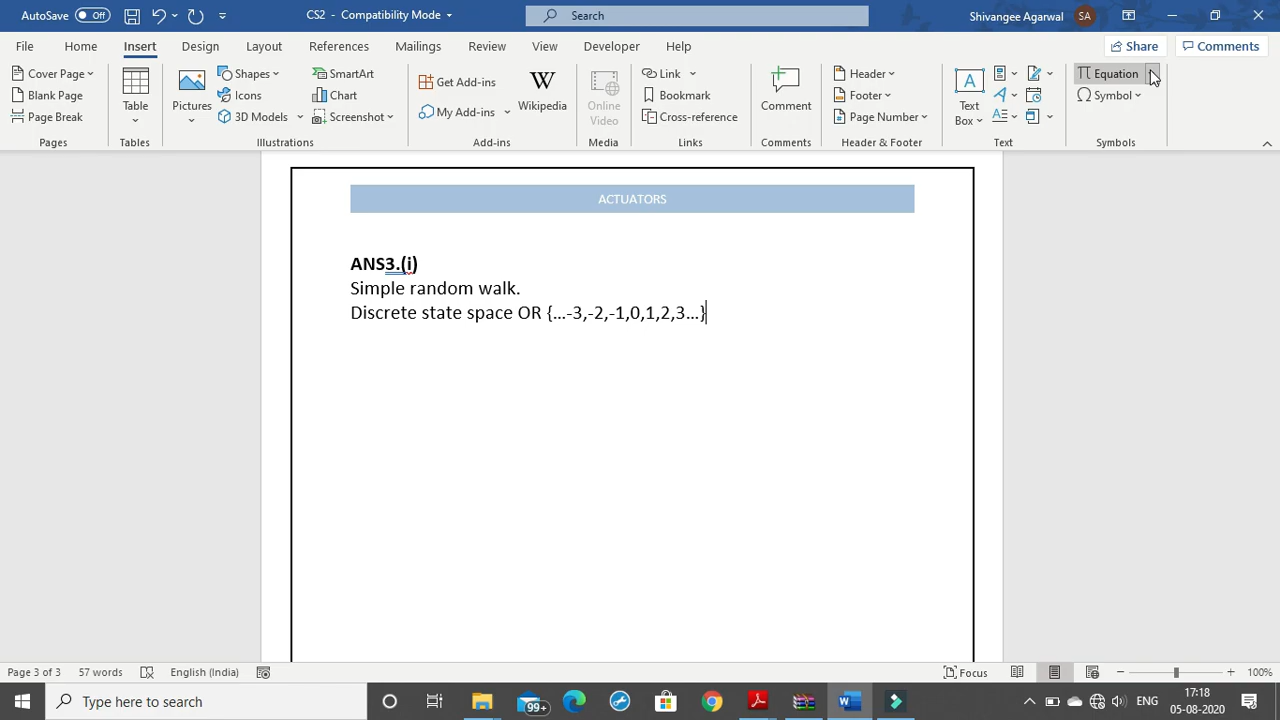 AutoSave Off CS2 - Compatibility Mode Search Shivangee Agarwal SA
File Home Insert Design Layout References Mailings Review View Developer Help Share Comments
Cover Page Shapes SmartArt Get Add-ins Link Header Equation
Blank Page Icons Chart Bookmark Footer Symbol
Page Break 3D Models Screenshot My Add-ins Cross-reference Page Number
Table Pictures Wikipedia Online Video Comment Text Box
Pages Tables Illustrations Add-ins Media Links Comments Header & Footer Text Symbols
ACTUATORS
ANS3.(i)
Simple random walk.
Discrete state space OR {...-3,-2,-1,0,1,2,3...}
Page 3 of 3 57 words English (India) Focus 100%
Type here to search 99+ ENG 17:18
05-08-2020